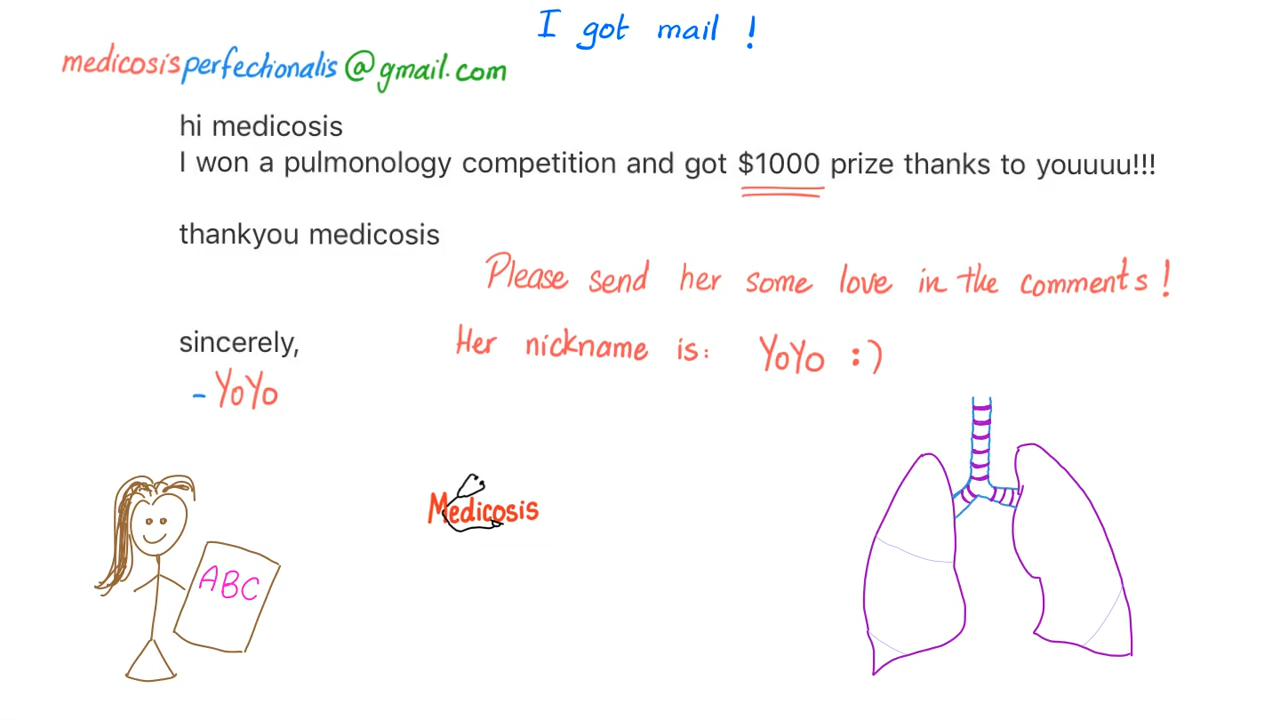 I got mail !
medicosisperfectionalis@gmail.com
hi medicosis
I won a pulmonology competition and got $1000 prize thanks to youuuu!!!
thankyou medicosis
Please send her some love in the comments !
sincerely,
Her nickname is: YoYo :)
- YoYo
Medicosis
ABC